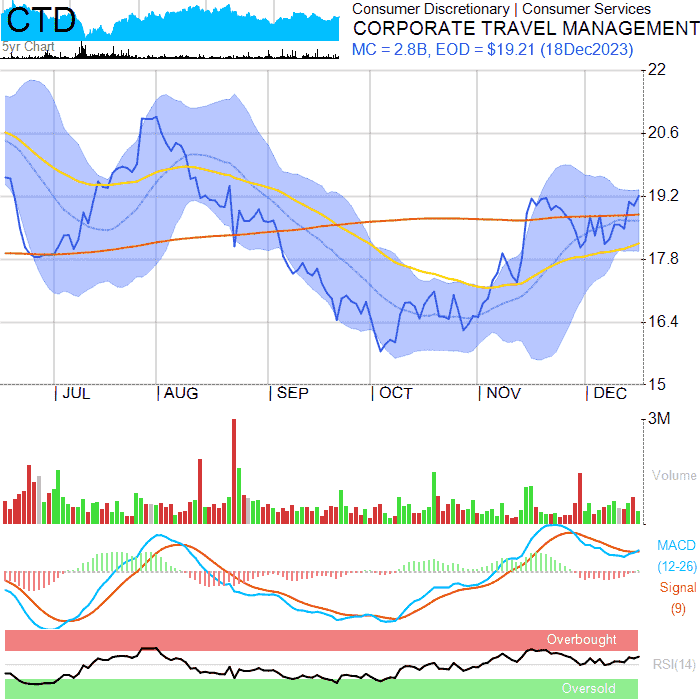 CTD
5yr Chart
Consumer Discretionary | Consumer Services
CORPORATE TRAVEL MANAGEMENT
MC = 2.8B, EOD = $19.21 (18Dec2023)
22
20.6
19.2
17.8
16.4
15
JUL AUG SEP OCT NOV DEC
3M
Volume
MACD
(12-26)
Signal
(9)
Overbought
RSI(14)
Oversold